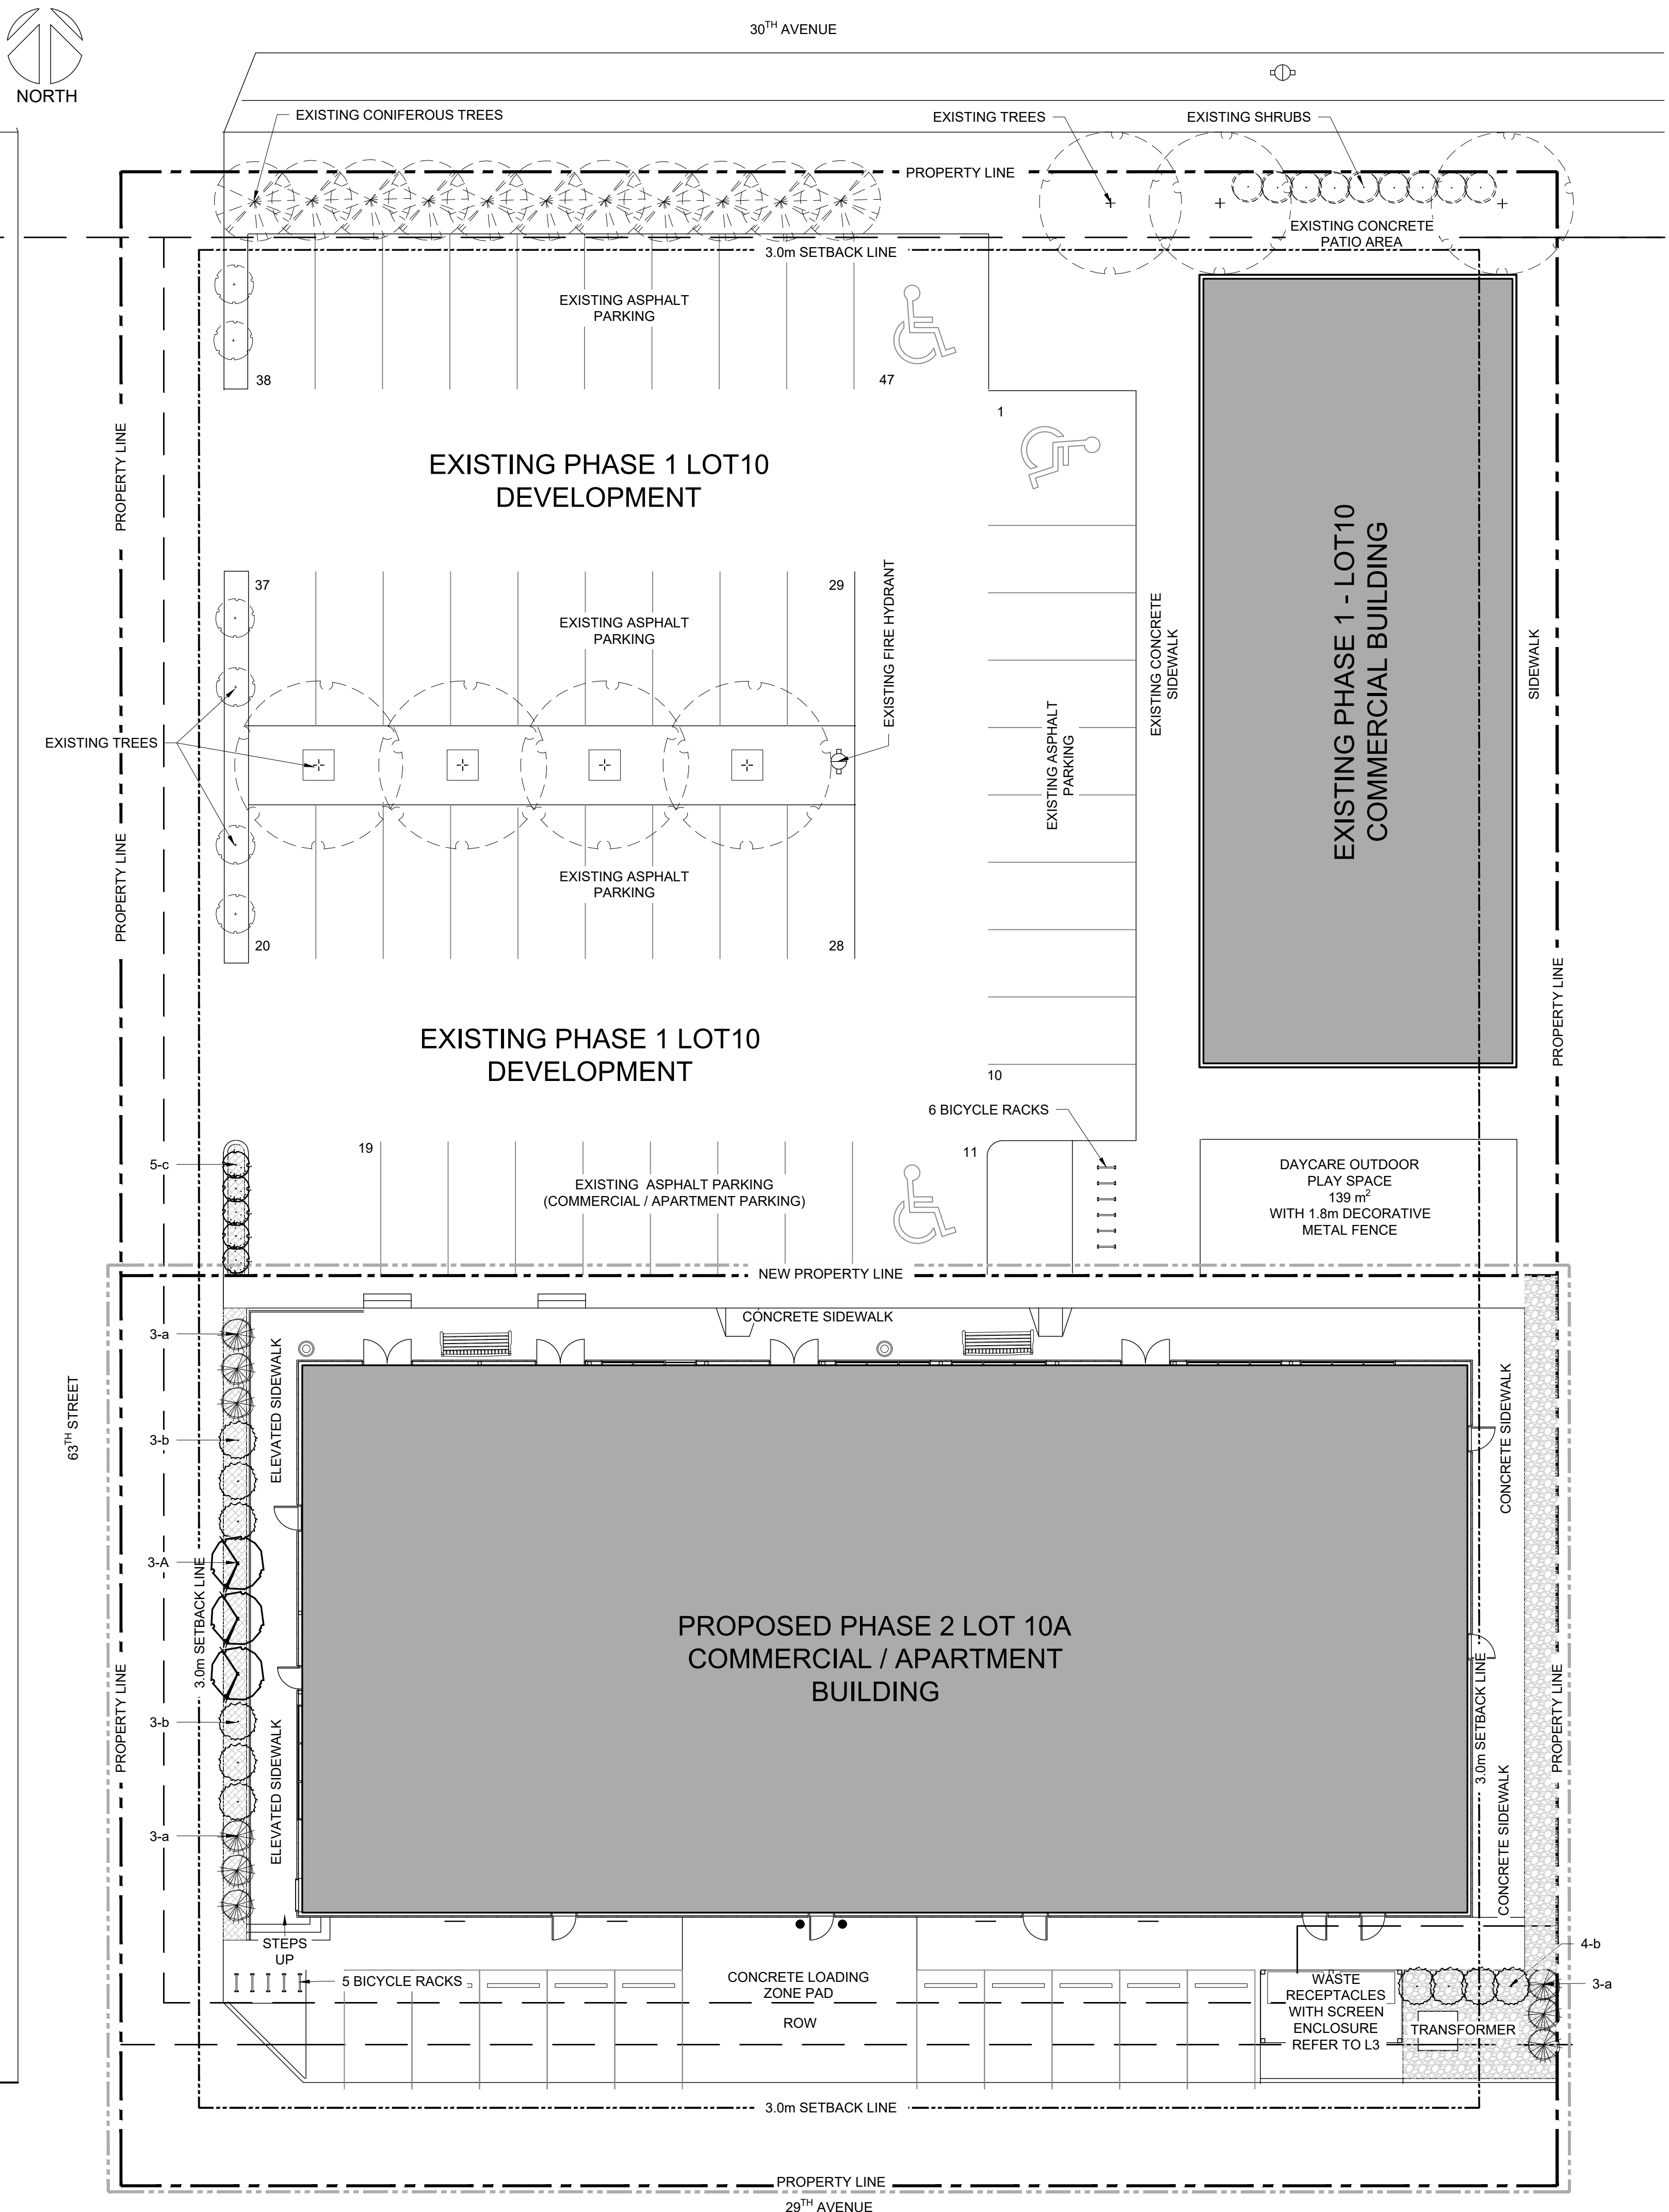 30TH AVENUE
NORTH
EXISTING CONIFEROUS TREES
EXISTING TREES
EXISTING SHRUBS
PROPERTY LINE
EXISTING CONCRETE
PATIO AREA
3.0m SETBACK LINE
EXISTING ASPHALT
PARKING
38
47
1
PROPERTY LINE
EXISTING PHASE 1 LOT10
DEVELOPMENT
EXISTING PHASE 1 - LOT10
COMMERCIAL BUILDING
37
29
EXISTING ASPHALT
PARKING
EXISTING FIRE HYDRANT
EXISTING CONCRETE
SIDEWALK
SIDEWALK
EXISTING TREES
EXISTING ASPHALT
PARKING
EXISTING ASPHALT
PARKING
PROPERTY LINE
20
28
PROPERTY LINE
EXISTING PHASE 1 LOT10
DEVELOPMENT
10
6 BICYCLE RACKS
19
11
5-c
EXISTING ASPHALT PARKING
(COMMERCIAL / APARTMENT PARKING)
DAYCARE OUTDOOR
PLAY SPACE
139 m2
WITH 1.8m DECORATIVE
METAL FENCE
NEW PROPERTY LINE
CONCRETE SIDEWALK
3-a
63TH STREET
ELEVATED SIDEWALK
CONCRETE SIDEWALK
3-b
3-A
3.0m SETBACK LINE
PROPOSED PHASE 2 LOT 10A
COMMERCIAL / APARTMENT
BUILDING
PROPERTY LINE
3.0m SETBACK LINE
PROPERTY LINE
3-b
ELEVATED SIDEWALK
CONCRETE SIDEWALK
3-a
STEPS
UP
4-b
5 BICYCLE RACKS
CONCRETE LOADING
ZONE PAD
WASTE
RECEPTACLES
WITH SCREEN
ENCLOSURE
REFER TO L3
3-a
ROW
TRANSFORMER
3.0m SETBACK LINE
PROPERTY LINE
29TH AVENUE